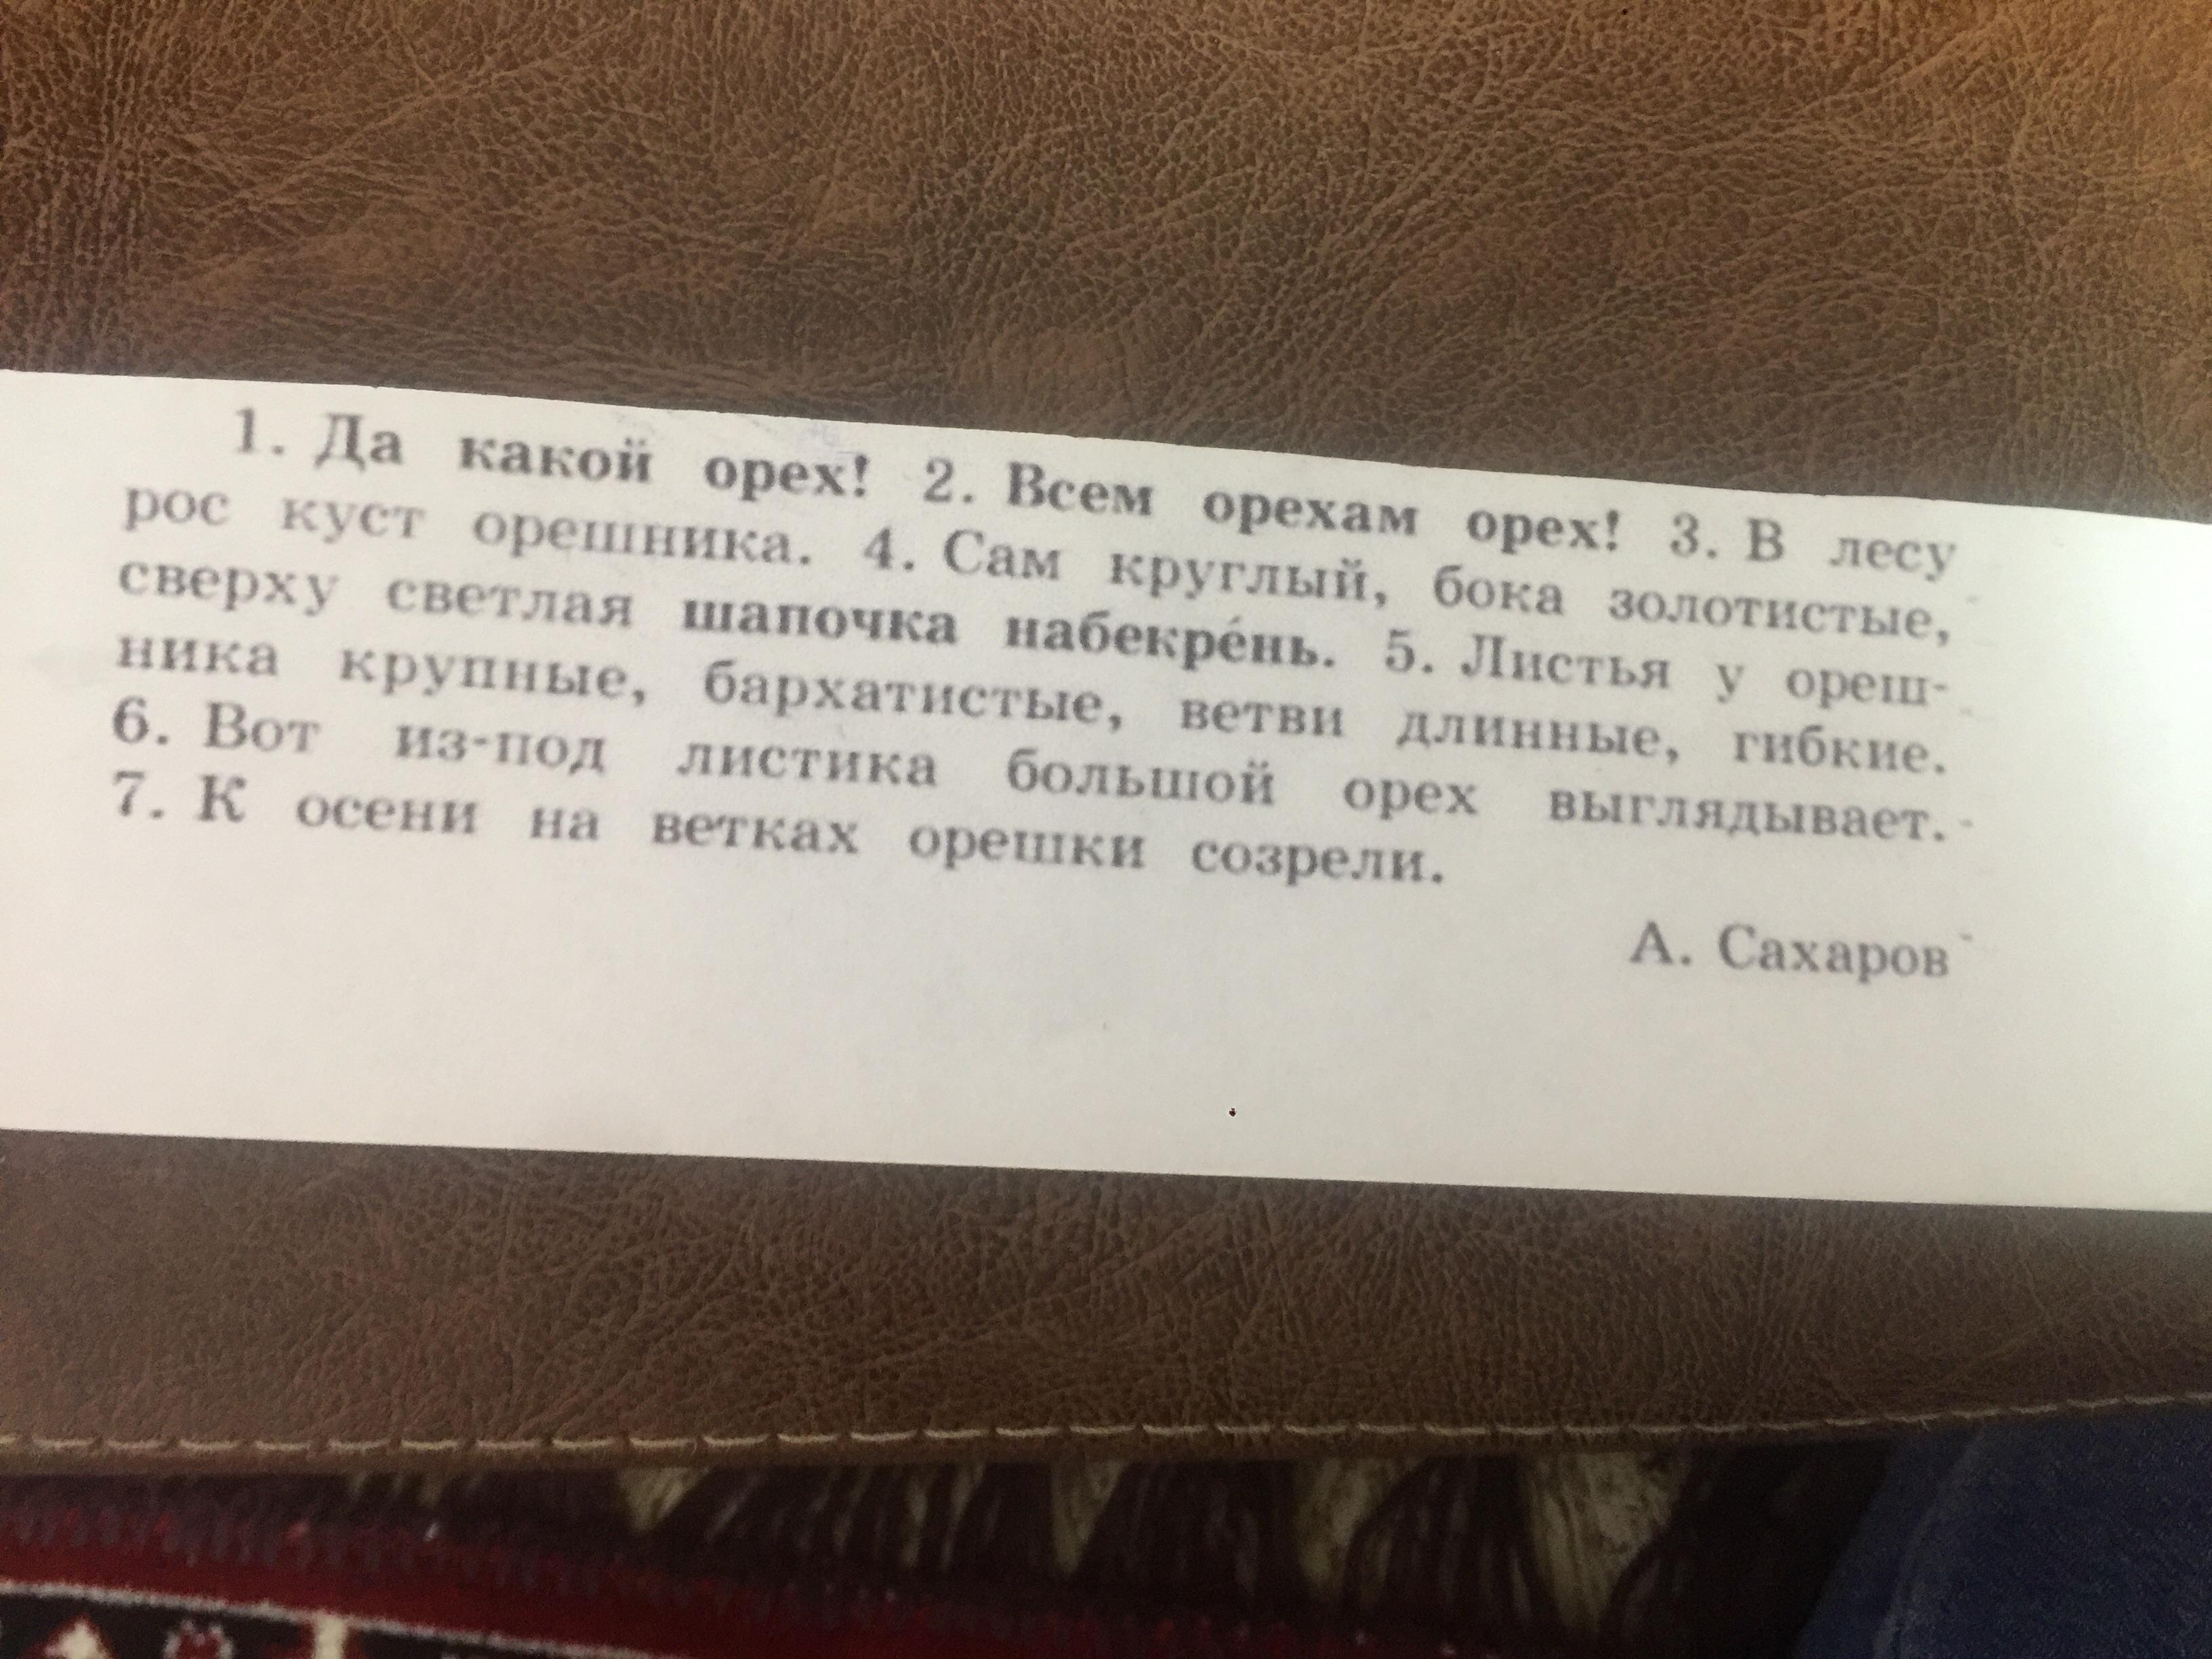 1. Да какой орех! 2. Всем орехам орех! 3. В лесу
рос куст орешника. 4. Сам круглый, бока золотистые,
сверху светлая шапочка набекре́нь. 5. Листья у ореш-
ника крупные, бархатистые, ветви длинные, гибкие.
6. Вот из-под листика большой орех выглядывает.
7. К осени на ветках орешки созрели.
А. Сахаров